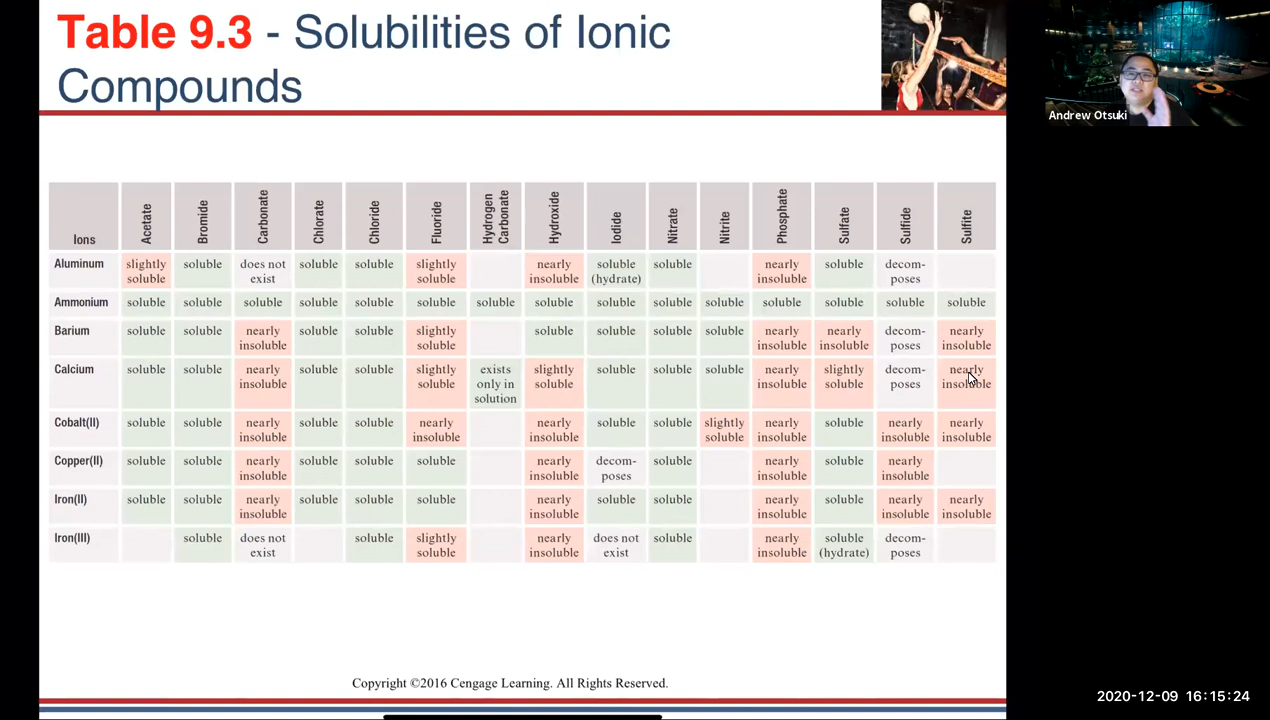 Table 9.3 - Solubilities of Ionic
Compounds
Andrew Otsuki
Ions Acetate Bromide Carbonate Chlorate Chloride Fluoride Hydrogen Carbonate Hydroxide Iodide Nitrate Nitrite Phosphate Sulfate Sulfide Sulfite
Aluminum slightly soluble soluble does not exist soluble soluble slightly soluble nearly insoluble soluble (hydrate) soluble nearly insoluble soluble decom-poses
Ammonium soluble soluble soluble soluble soluble soluble soluble soluble soluble soluble soluble soluble soluble soluble soluble
Barium soluble soluble nearly insoluble soluble soluble slightly soluble soluble soluble soluble soluble nearly insoluble nearly insoluble decom-poses nearly insoluble
Calcium soluble soluble nearly insoluble soluble soluble slightly soluble exists only in solution slightly soluble soluble soluble soluble nearly insoluble slightly soluble decom-poses nearly insoluble
Cobalt(II) soluble soluble nearly insoluble soluble soluble nearly insoluble nearly insoluble soluble soluble slightly soluble nearly insoluble soluble nearly insoluble nearly insoluble
Copper(II) soluble soluble nearly insoluble soluble soluble soluble nearly insoluble decom-poses soluble nearly insoluble soluble nearly insoluble
Iron(II) soluble soluble nearly insoluble soluble soluble soluble nearly insoluble soluble soluble nearly insoluble soluble nearly insoluble nearly insoluble
Iron(III) soluble does not exist soluble slightly soluble nearly insoluble does not exist soluble nearly insoluble soluble (hydrate) decom-poses
Copyright ©2016 Cengage Learning. All Rights Reserved.
2020-12-09 16:15:24